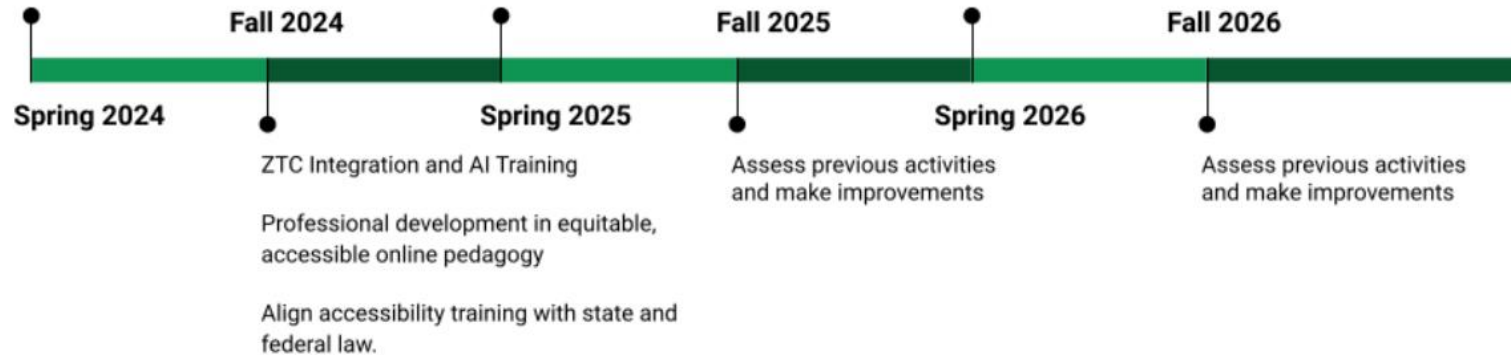 Fall 2024
Fall 2025
Fall 2026
Spring 2024
Spring 2025
Spring 2026
ZTC Integration and AI Training
Professional development in equitable,
accessible online pedagogy
Align accessibility training with state and
federal law.
Assess previous activities
and make improvements
Assess previous activities
and make improvements